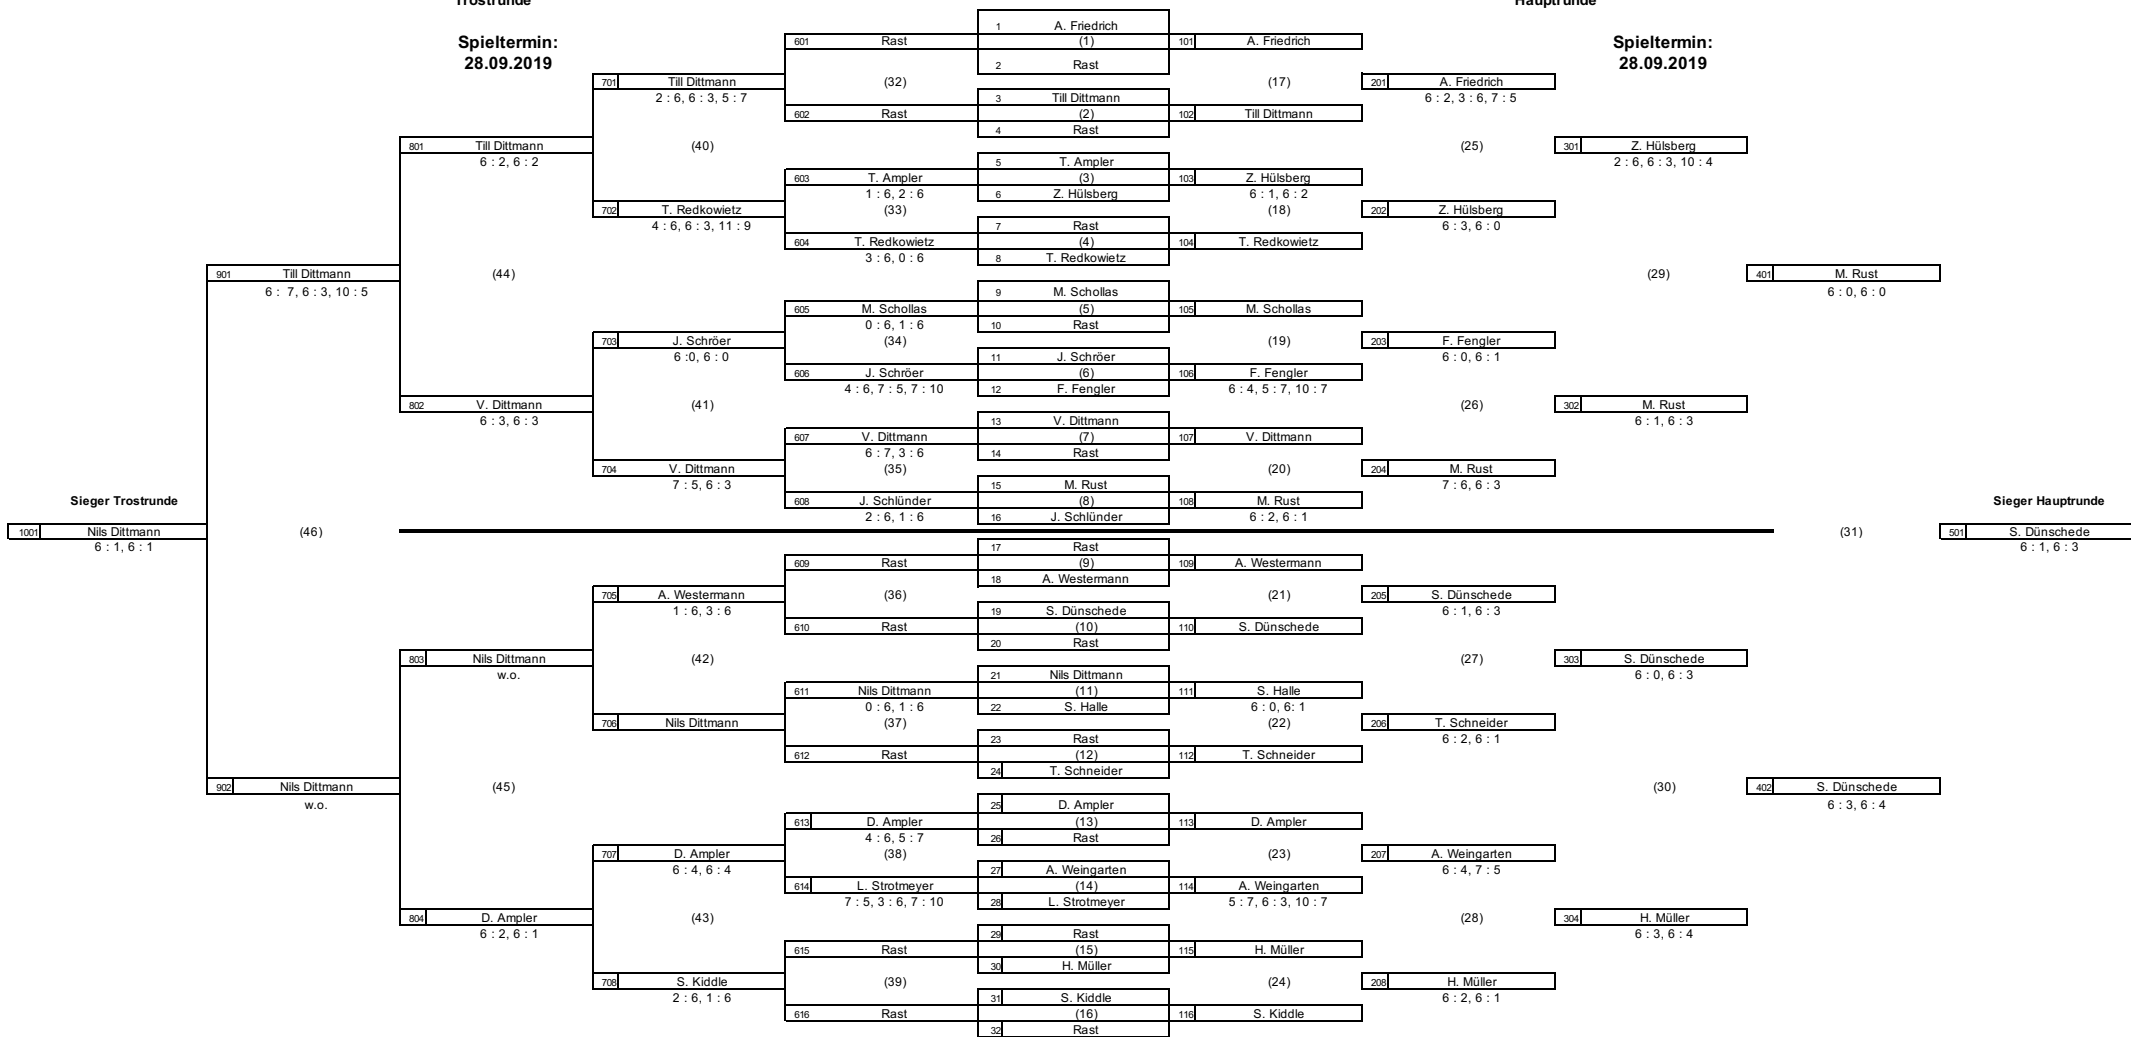 Trostrunde
Hauptrunde
1 A. Friedrich
Spieltermin:
601 Rast
(1)
101 A. Friedrich
Spieltermin:
28.09.2019
2 Rast
28.09.2019
701 Till Dittmann
(32)
(17)
201 A. Friedrich
2 : 6, 6 : 3, 5 : 7
3 Till Dittmann
6 : 2, 3 : 6, 7 : 5
602 Rast
(2)
102 Till Dittmann
4 Rast
801 Till Dittmann
(40)
(25)
301 Z. Hülsberg
6 : 2, 6 : 2
5 T. Ampler
2 : 6, 6 : 3, 10 : 4
603 T. Ampler
(3)
103 Z. Hülsberg
1 : 6, 2 : 6
6 Z. Hülsberg
6 : 1, 6 : 2
702 T. Redkowietz
(33)
(18)
202 Z. Hülsberg
4 : 6, 6 : 3, 11 : 9
7 Rast
6 : 3, 6 : 0
604 T. Redkowietz
(4)
104 T. Redkowietz
3 : 6, 0 : 6
8 T. Redkowietz
901 Till Dittmann
(44)
(29)
401 M. Rust
6 : 7, 6 : 3, 10 : 5
9 M. Schollas
6 : 0, 6 : 0
605 M. Schollas
(5)
105 M. Schollas
0 : 6, 1 : 6
10 Rast
703 J. Schröer
(34)
(19)
203 F. Fengler
6 :0, 6 : 0
11 J. Schröer
6 : 0, 6 : 1
606 J. Schröer
(6)
106 F. Fengler
4 : 6, 7 : 5, 7 : 10
12 F. Fengler
6 : 4, 5 : 7, 10 : 7
802 V. Dittmann
(41)
(26)
302 M. Rust
6 : 3, 6 : 3
13 V. Dittmann
6 : 1, 6 : 3
607 V. Dittmann
(7)
107 V. Dittmann
6 : 7, 3 : 6
14 Rast
704 V. Dittmann
(35)
(20)
204 M. Rust
7 : 5, 6 : 3
15 M. Rust
7 : 6, 6 : 3
Sieger Trostrunde
608 J. Schlünder
(8)
108 M. Rust
Sieger Hauptrunde
2 : 6, 1 : 6
16 J. Schlünder
6 : 2, 6 : 1
1001 Nils Dittmann
(46)
(31)
501 S. Dünschede
6 : 1, 6 : 1
17 Rast
6 : 1, 6 : 3
609 Rast
(9)
109 A. Westermann
18 A. Westermann
705 A. Westermann
(36)
(21)
205 S. Dünschede
1 : 6, 3 : 6
19 S. Dünschede
6 : 1, 6 : 3
610 Rast
(10)
110 S. Dünschede
20 Rast
803 Nils Dittmann
(42)
(27)
303 S. Dünschede
w.o.
21 Nils Dittmann
6 : 0, 6 : 3
611 Nils Dittmann
(11)
111 S. Halle
0 : 6, 1 : 6
22 S. Halle
6 : 0, 6: 1
706 Nils Dittmann
(37)
(22)
206 T. Schneider
23 Rast
6 : 2, 6 : 1
612 Rast
(12)
112 T. Schneider
24 T. Schneider
902 Nils Dittmann
(45)
(30)
402 S. Dünschede
w.o.
25 D. Ampler
6 : 3, 6 : 4
613 D. Ampler
(13)
113 D. Ampler
4 : 6, 5 : 7
26 Rast
707 D. Ampler
(38)
(23)
207 A. Weingarten
6 : 4, 6 : 4
27 A. Weingarten
6 : 4, 7 : 5
614 L. Strotmeyer
(14)
114 A. Weingarten
7 : 5, 3 : 6, 7 : 10
28 L. Strotmeyer
5 : 7, 6 : 3, 10 : 7
804 D. Ampler
(43)
(28)
304 H. Müller
6 : 2, 6 : 1
29 Rast
6 : 3, 6 : 4
615 Rast
(15)
115 H. Müller
30 H. Müller
708 S. Kiddle
(39)
(24)
208 H. Müller
2 : 6, 1 : 6
31 S. Kiddle
6 : 2, 6 : 1
616 Rast
(16)
116 S. Kiddle
32 Rast